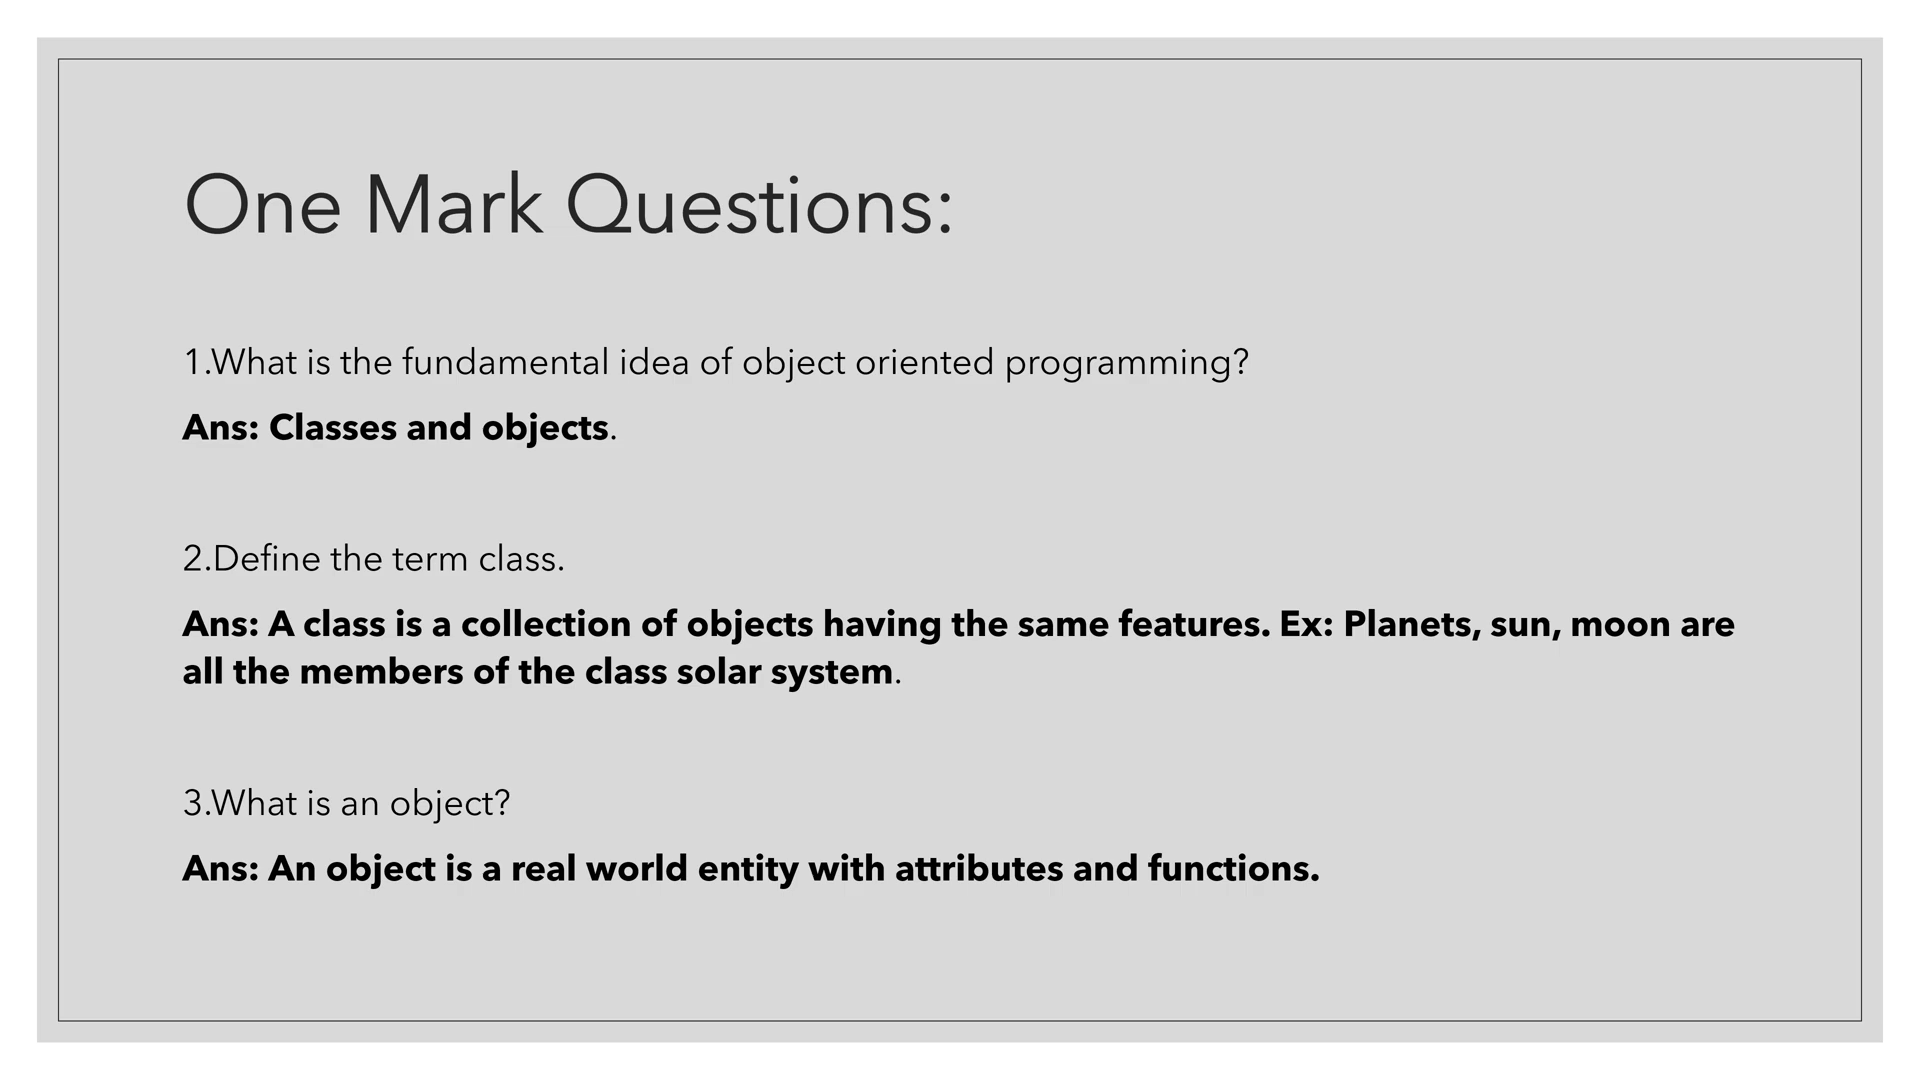 One Mark Questions:
1.What is the fundamental idea of object oriented programming?
Ans: Classes and objects.
2.Define the term class.
Ans: A class is a collection of objects having the same features. Ex: Planets, sun, moon are
all the members of the class solar system.
3.What is an object?
Ans: An object is a real world entity with attributes and functions.